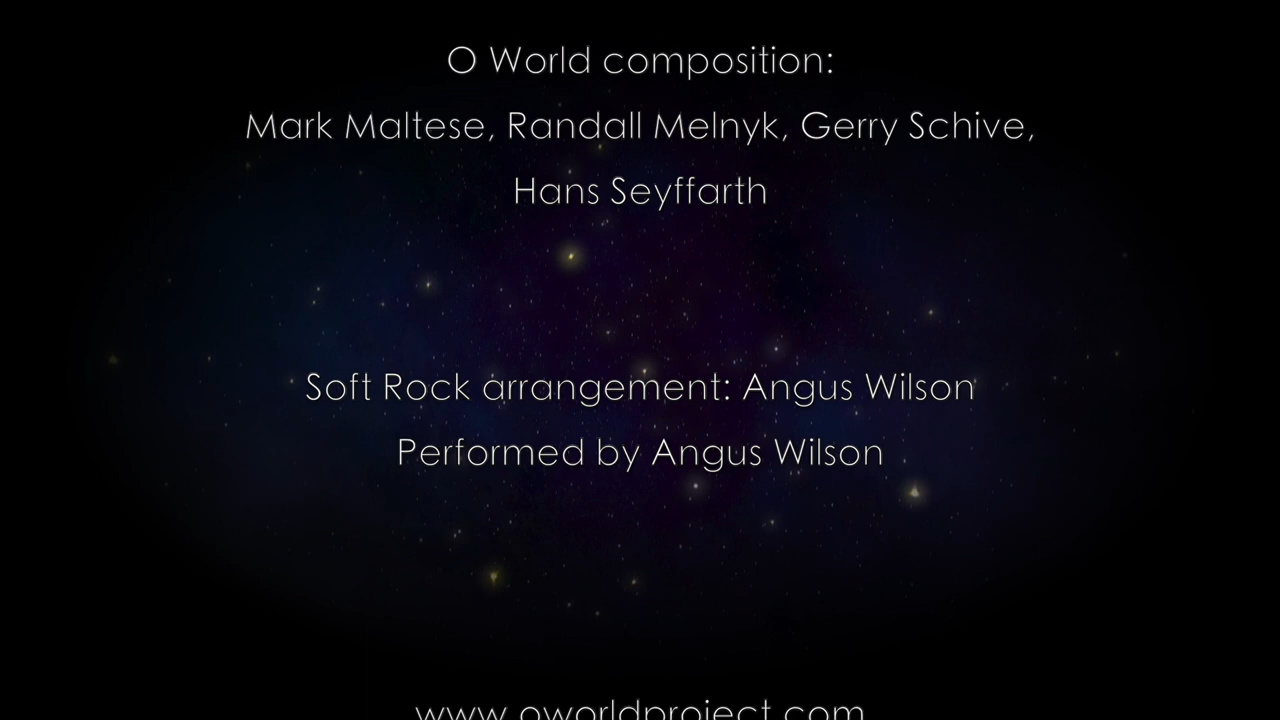 O World composition:
Mark Maltese, Randall Melnyk, Gerry Schive,
Hans Seyffarth
Soft Rock arrangement: Angus Wilson
Performed by Angus Wilson
www.oworldproject.com